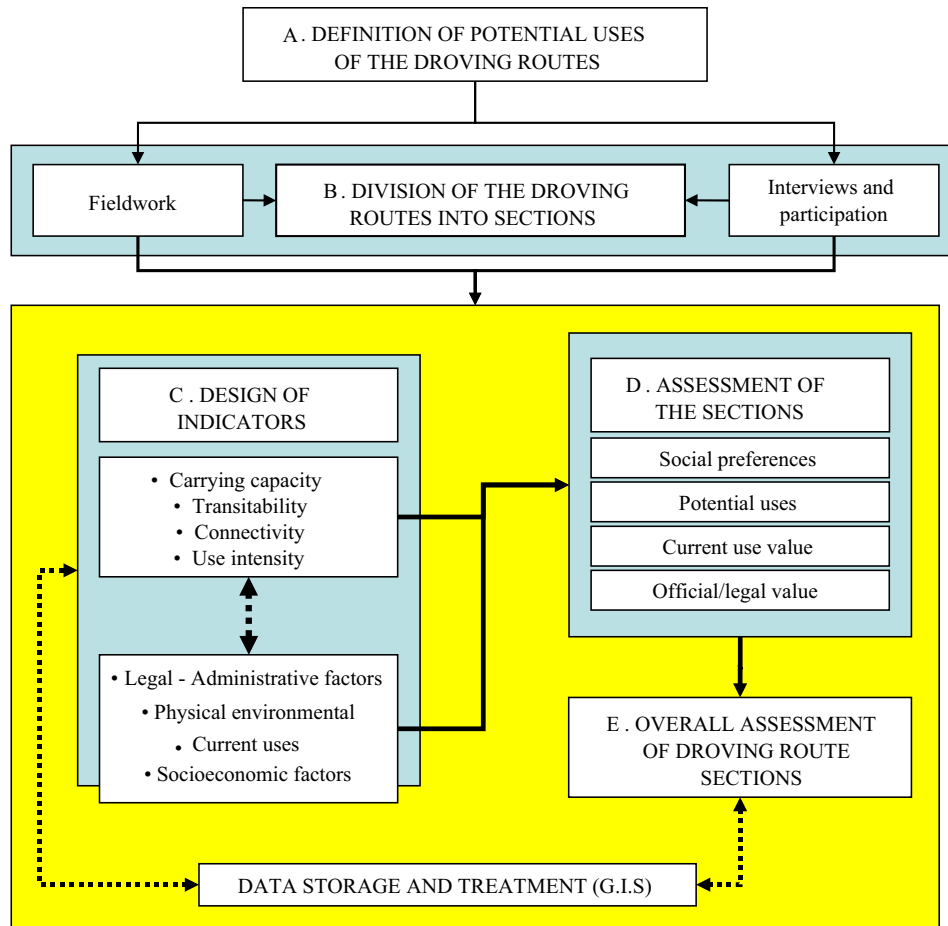 A . DEFINITION OF POTENTIAL USES
OF THE DROVING ROUTES
Fieldwork
B . DIVISION OF THE DROVING
ROUTES INTO SECTIONS
Interviews and
participation
C . DESIGN OF
INDICATORS
• Carrying capacity
• Transitability
• Connectivity
• Use intensity
• Legal - Administrative factors
• Physical environmental
• Current uses
• Socioeconomic factors
D . ASSESSMENT OF
THE SECTIONS
Social preferences
Potential uses
Current use value
Official/legal value
E . OVERALL ASSESSMENT
OF DROVING ROUTE
SECTIONS
DATA STORAGE AND TREATMENT (G.I.S)